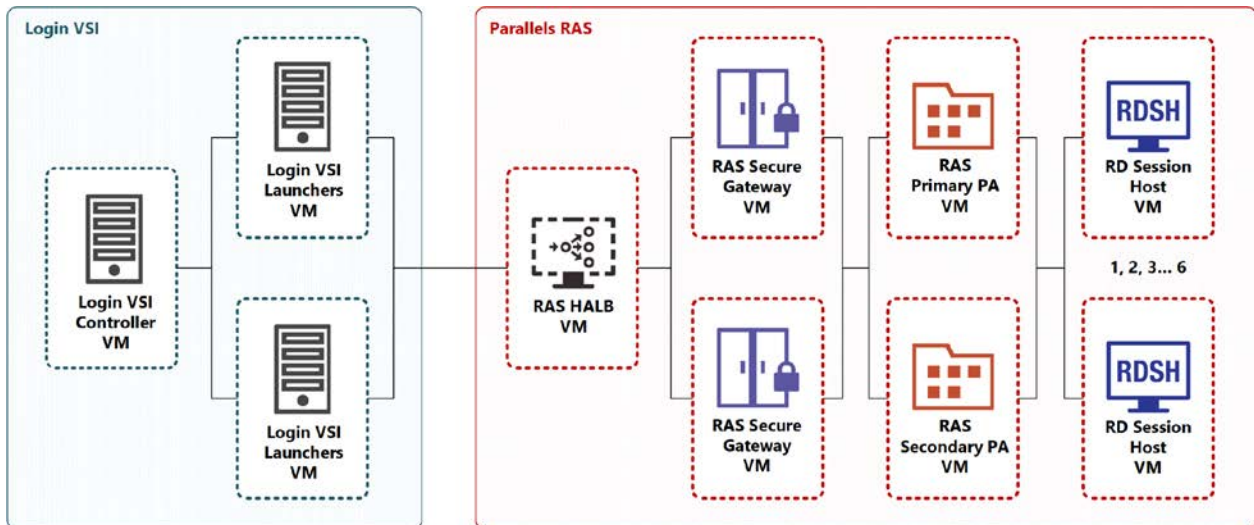 Login VSI
Parallels RAS
Login VSI
Launchers
VM
RAS Secure
Gateway
VM
RAS
Primary PA
VM
RDSH
RD Session
Host
VM
Login VSI
Controller
VM
RAS HALB
VM
1, 2, 3... 6
Login VSI
Launchers
VM
RAS Secure
Gateway
VM
RAS
Secondary PA
VM
RDSH
RD Session
Host
VM